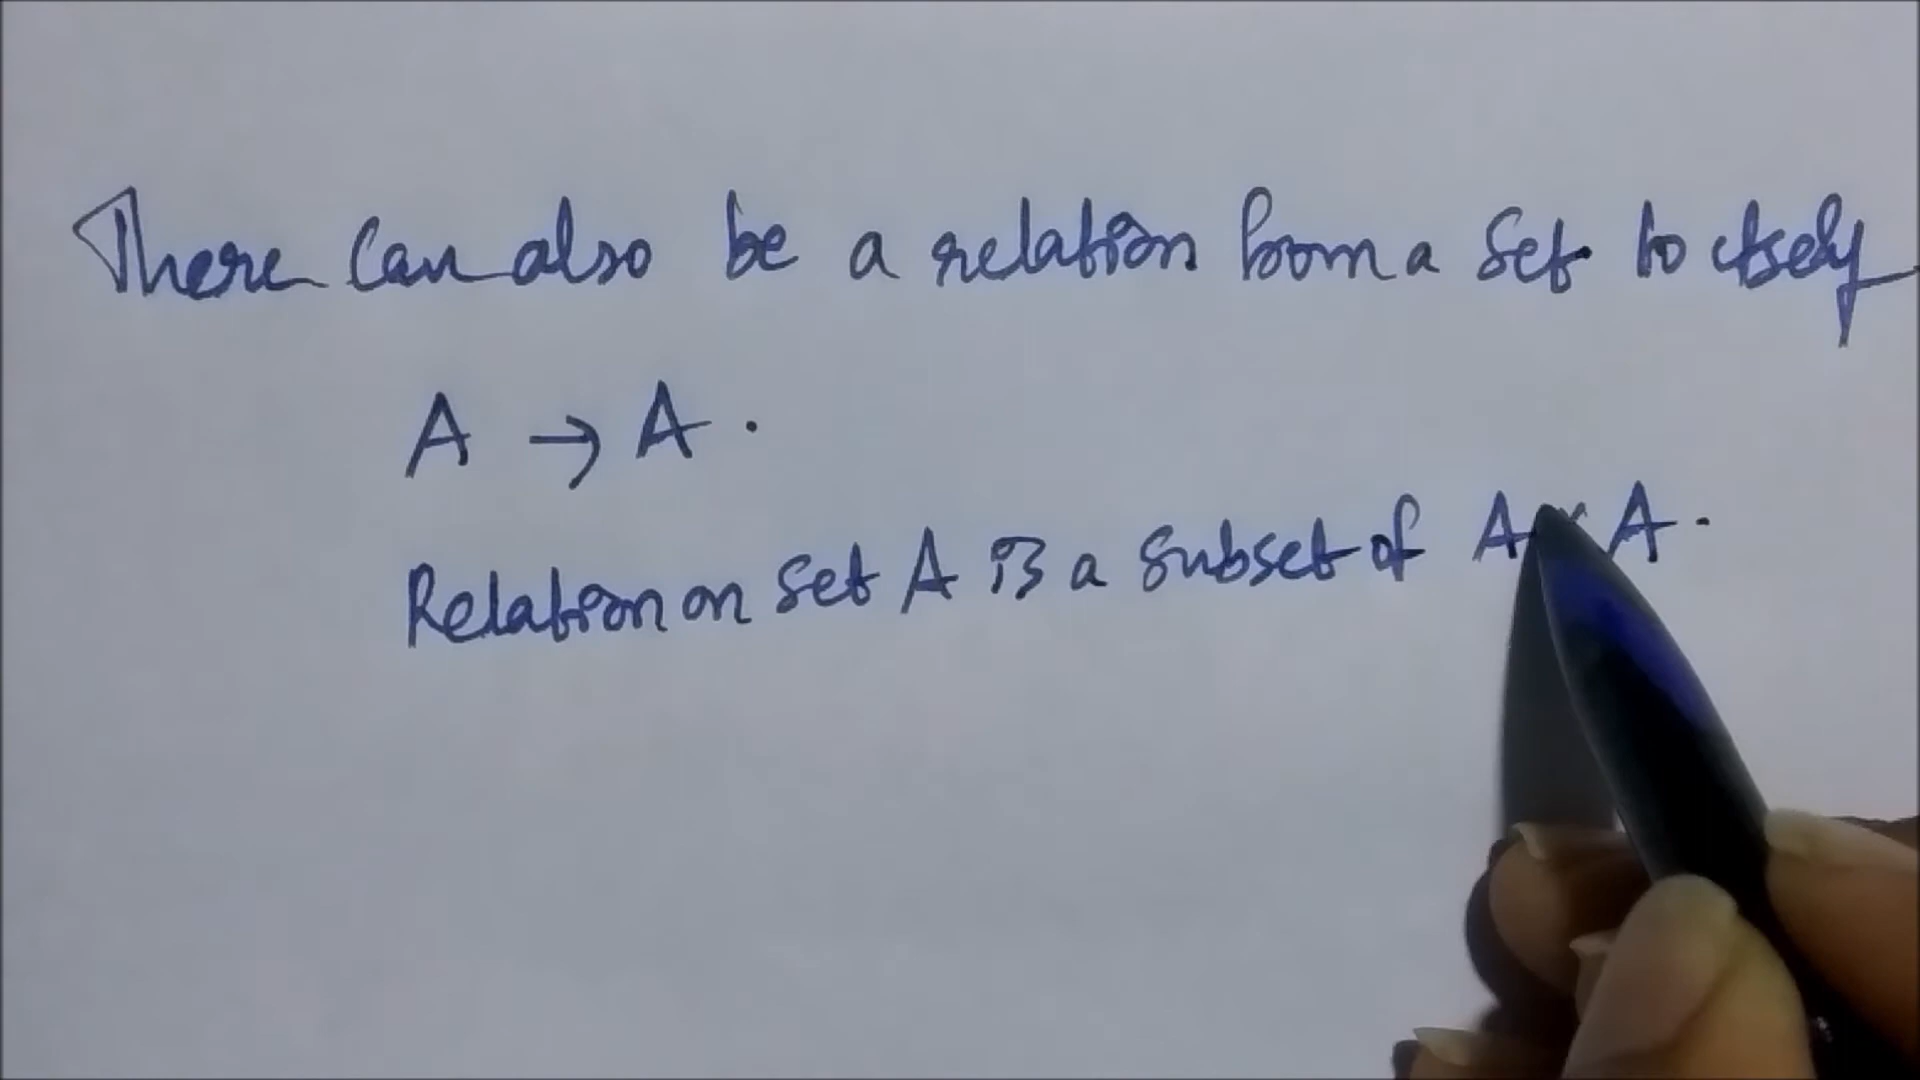 There can also be a relation from a set to itself
A → A .
Relation on set A is a subset of A × A .